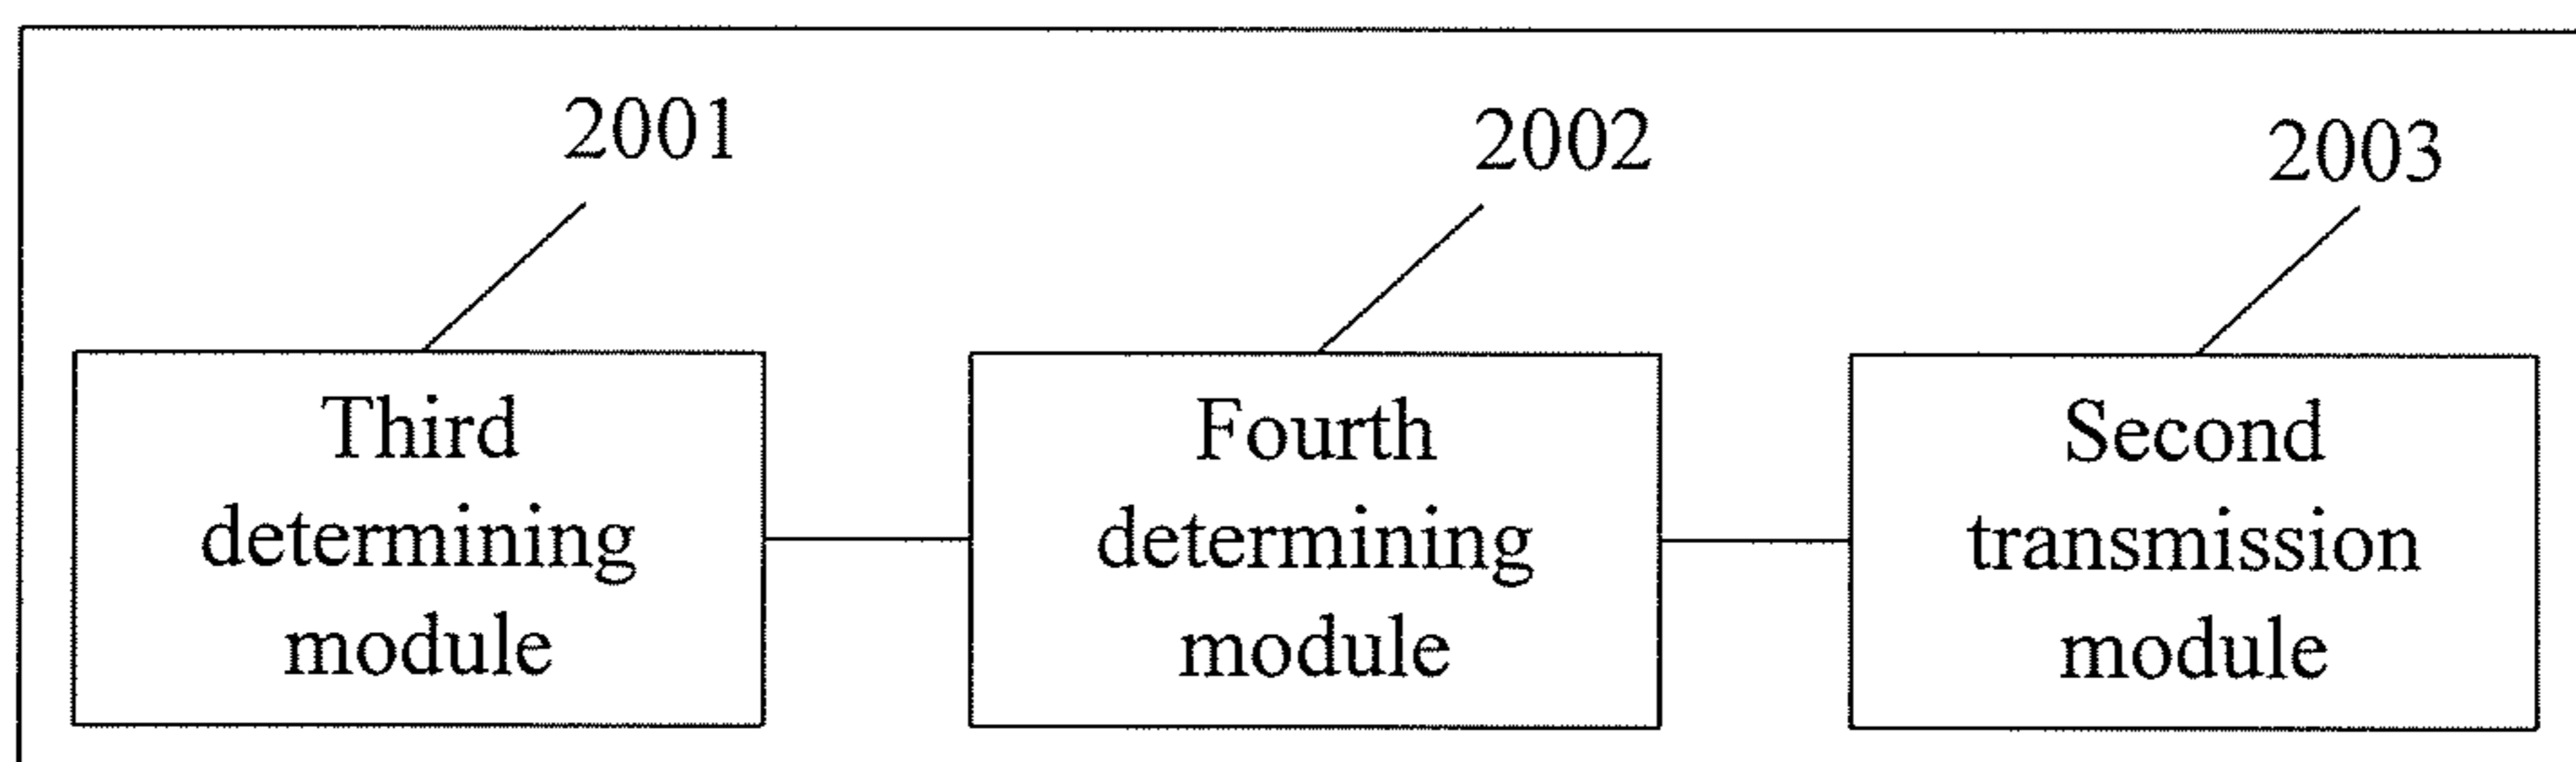 2001
2002
2003
Third
determining
module
Fourth
determining
module
Second
transmission
module